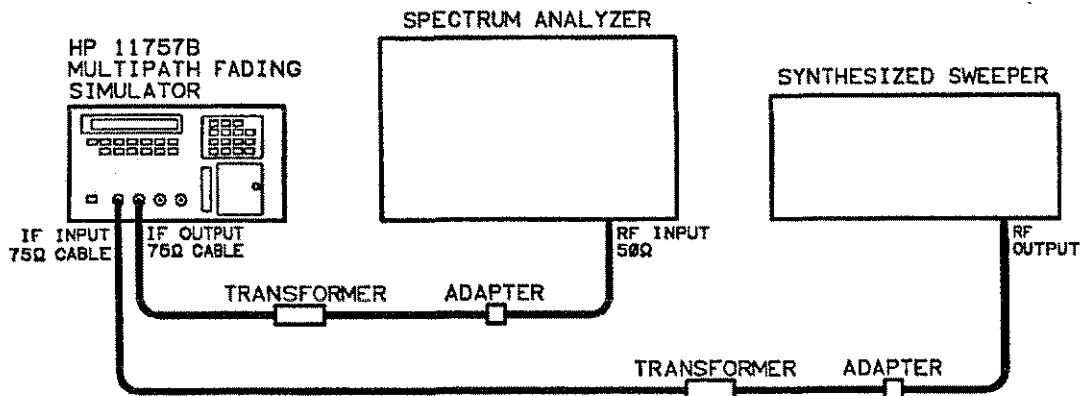 SPECTRUM ANALYZER
HP 11757B
MULTIPATH FADING
SIMULATOR
SYNTHESIZED SWEEPER
IF INPUT
75Ω CABLE
IF OUTPUT
75Ω CABLE
RF INPUT
50Ω
RF
OUTPUT
TRANSFORMER
ADAPTER
TRANSFORMER
ADAPTER